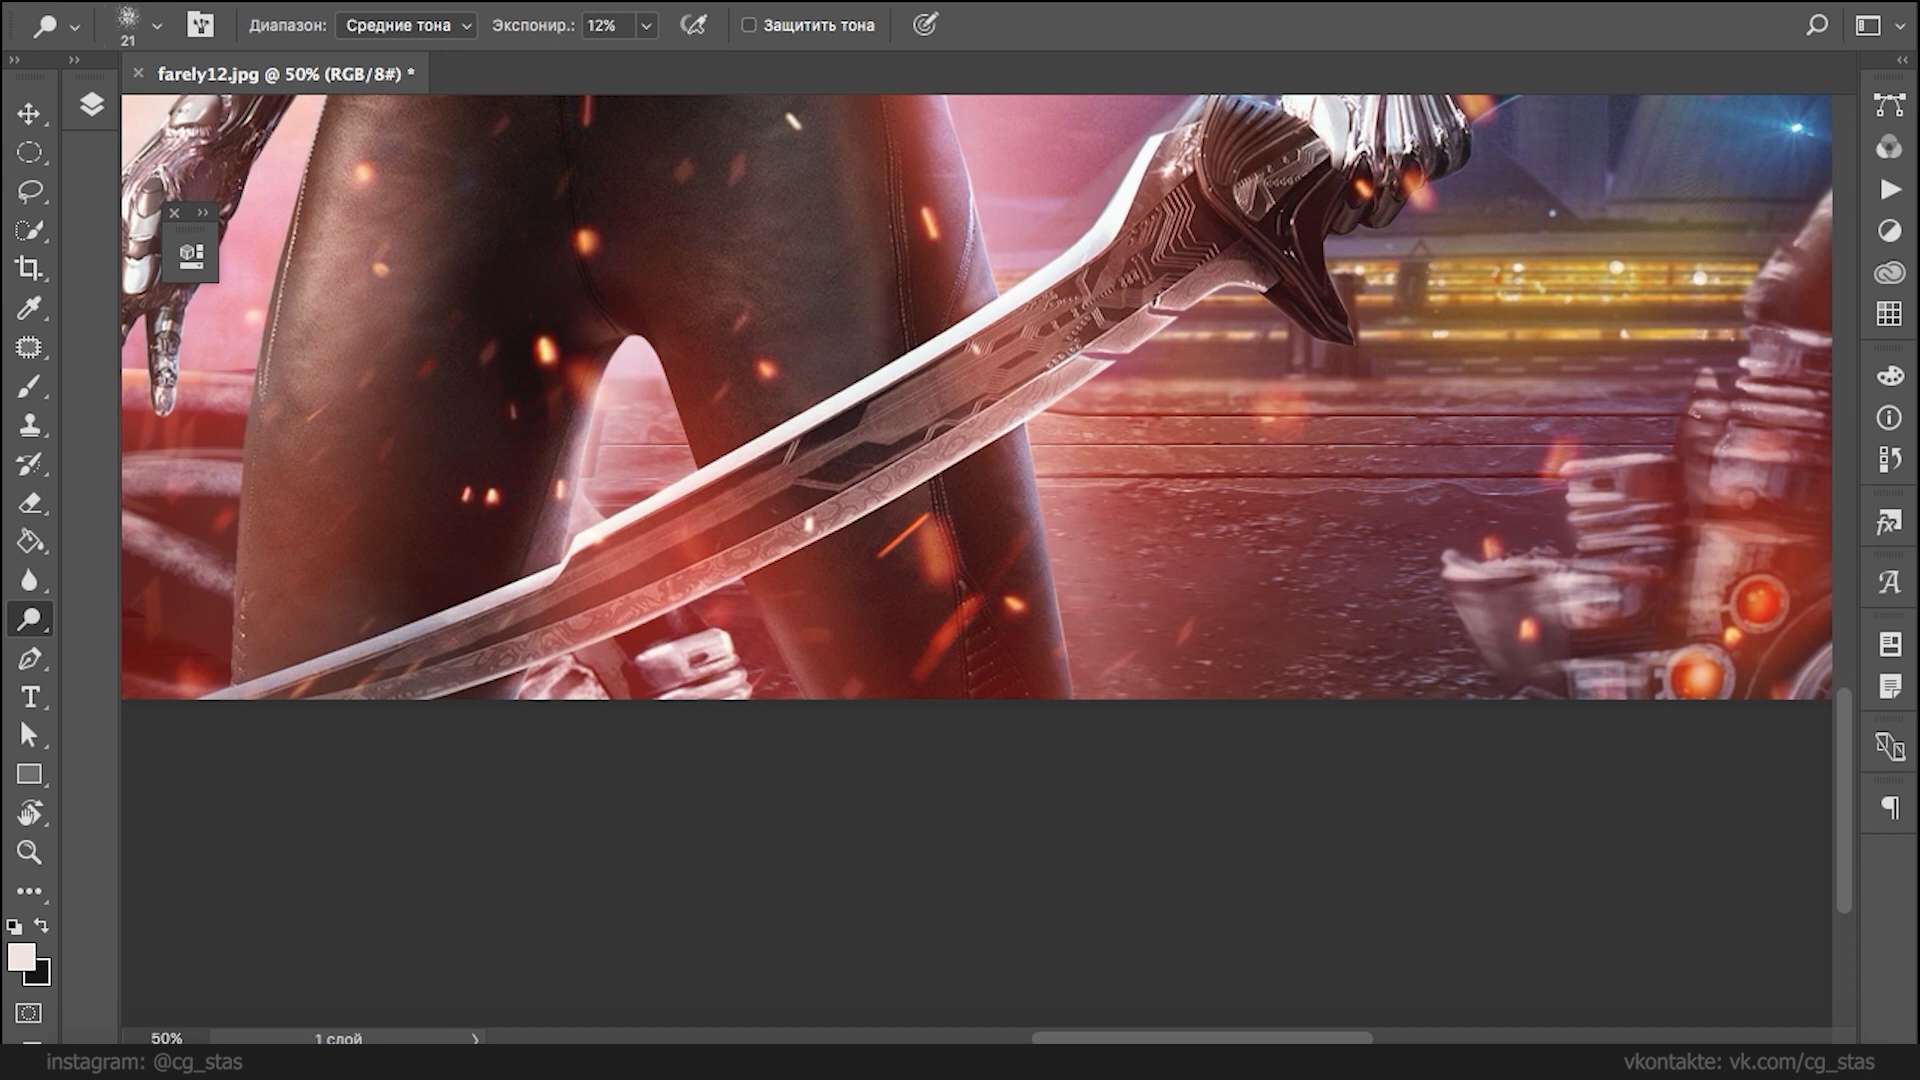 21
Диапазон: Средние тона Экспонир.: 12% Защитить тона
farely12.jpg @ 50% (RGB/8#) *
50% 1 слой
instagram: @cg_stas
vkontakte: vk.com/cg_stas